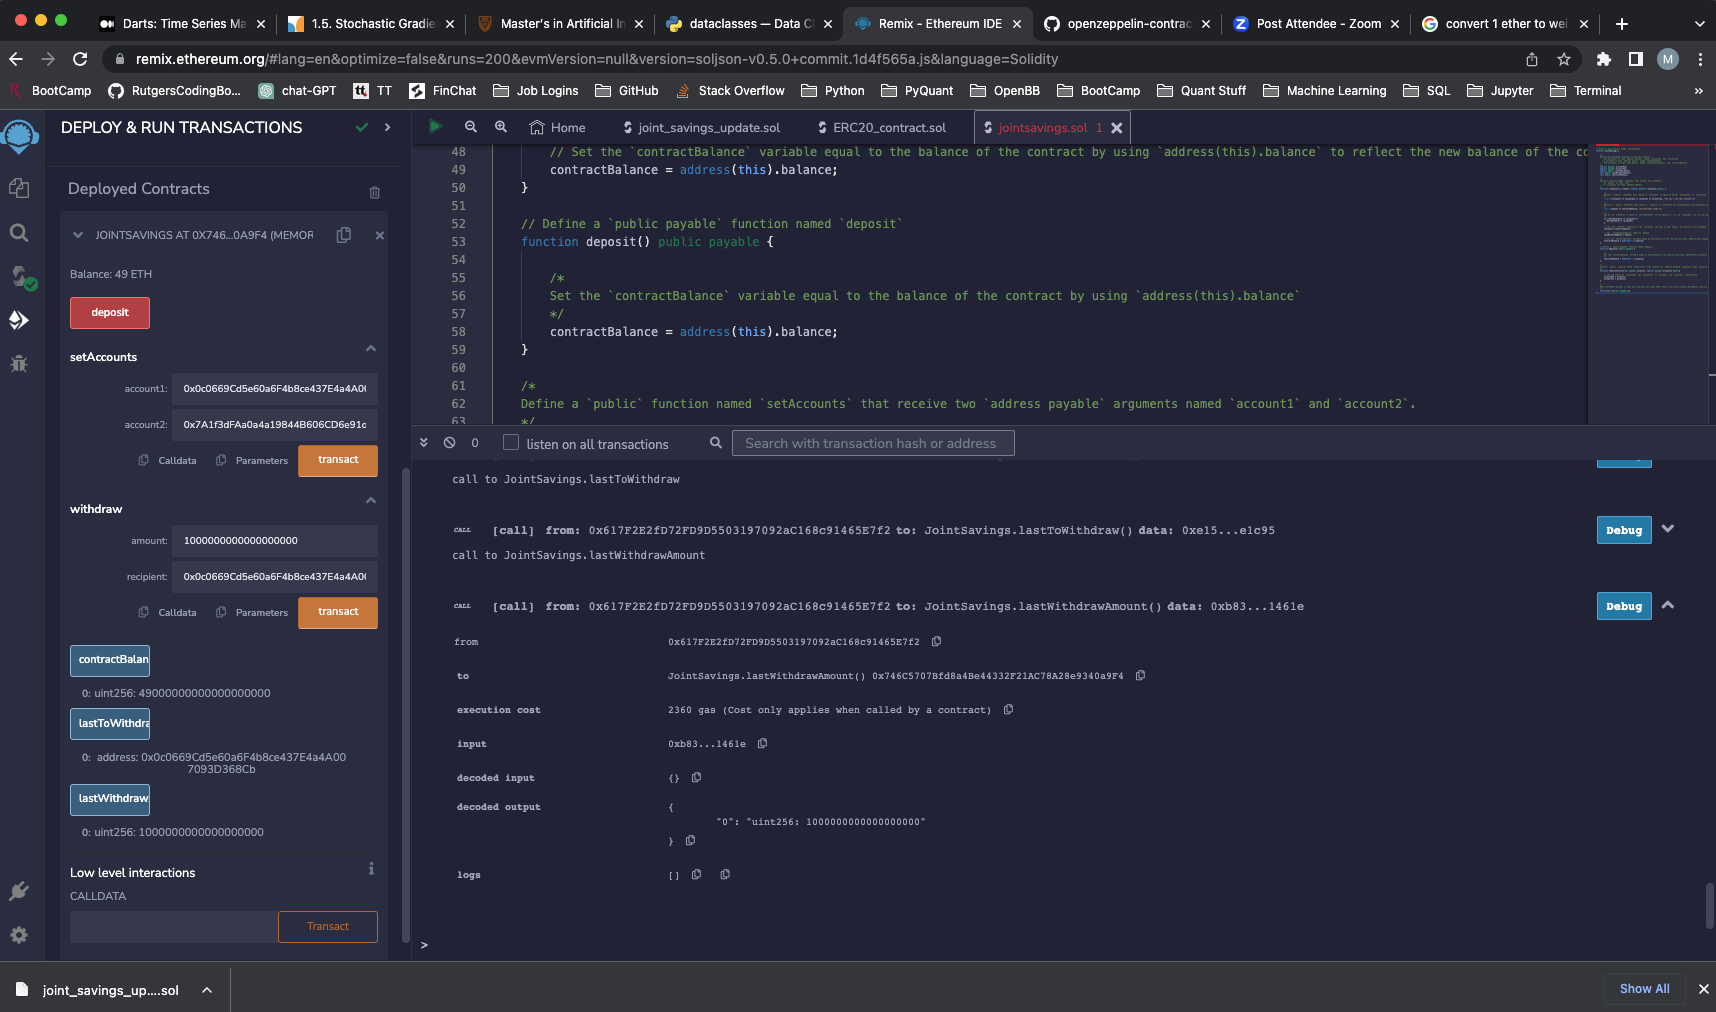 Darts: Time Series Ma
1.5. Stochastic Gradie
Master's in Artificial In
dataclasses — Data Cl
Remix - Ethereum IDE
openzeppelin-contrac
Post Attendee - Zoom
convert 1 ether to wei
remix.ethereum.org/#lang=en&optimize=false&runs=200&evmVersion=null&version=soljson-v0.5.0+commit.1d4f565a.js&language=Solidity
M
BootCamp
RutgersCodingBo...
chat-GPT
TT
FinChat
Job Logins
GitHub
Stack Overflow
Python
PyQuant
OpenBB
BootCamp
Quant Stuff
Machine Learning
SQL
Jupyter
Terminal
»
DEPLOY & RUN TRANSACTIONS
Deployed Contracts
JOINTSAVINGS AT 0X746...0A9F4 (MEMOR
Balance: 49 ETH
deposit
setAccounts
account1: 0x0c0669Cd5e60a6F4b8ce437E4a4A00
account2: 0x7A1f3dFAa0a4a19844B606CD6e91c
Calldata Parameters transact
withdraw
amount: 1000000000000000000
recipient: 0x0c0669Cd5e60a6F4b8ce437E4a4A00
Calldata Parameters transact
contractBalan
0: uint256: 49000000000000000000
lastToWithdra
0: address: 0x0c0669Cd5e60a6F4b8ce437E4a4A00
7093D368Cb
lastWithdraw
0: uint256: 1000000000000000000
Low level interactions
CALLDATA
Transact
Home
joint_savings_update.sol
ERC20_contract.sol
jointsavings.sol 1
48 // Set the `contractBalance` variable equal to the balance of the contract by using `address(this).balance` to reflect the new balance of the co
49 contractBalance = address(this).balance;
50 }
51
52 // Define a `public payable` function named `deposit`
53 function deposit() public payable {
54
55 /*
56 Set the `contractBalance` variable equal to the balance of the contract by using `address(this).balance`
57 */
58 contractBalance = address(this).balance;
59 }
60
61 /*
62 Define a `public` function named `setAccounts` that receive two `address payable` arguments named `account1` and `account2`.
63 */
0 listen on all transactions Search with transaction hash or address
call to JointSavings.lastToWithdraw
CALL [call] from: 0x617F2E2fD72FD9D5503197092aC168c91465E7f2 to: JointSavings.lastToWithdraw() data: 0xe15...e1c95 Debug
call to JointSavings.lastWithdrawAmount
CALL [call] from: 0x617F2E2fD72FD9D5503197092aC168c91465E7f2 to: JointSavings.lastWithdrawAmount() data: 0xb83...1461e Debug
from 0x617F2E2fD72FD9D5503197092aC168c91465E7f2
to JointSavings.lastWithdrawAmount() 0x746C5707Bfd8a4Be44332F21AC78A28e9340a9F4
execution cost 2360 gas (Cost only applies when called by a contract)
input 0xb83...1461e
decoded input {}
decoded output {
"0": "uint256: 1000000000000000000"
}
logs []
>
joint_savings_up....sol
Show All